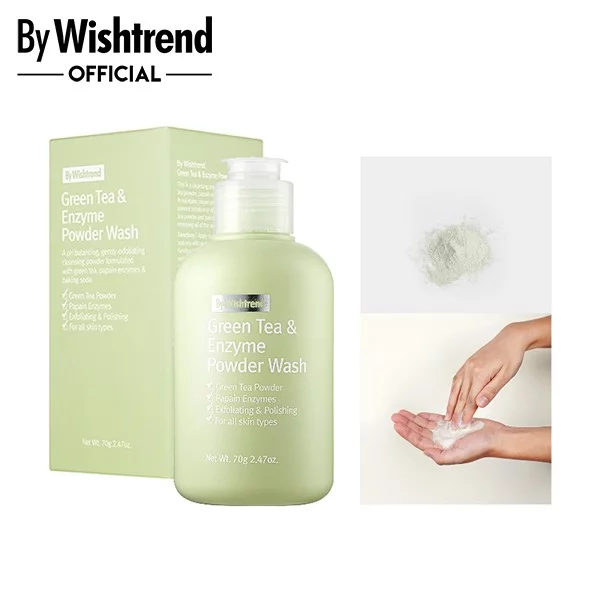 By Wishtrend
OFFICIAL
By Wishtrend
Green Tea &
Enzyme
Powder Wash
A pH balancing, gently exfoliating
cleansing powder formulated
with green tea, papain enzymes &
baking soda
Green Tea Powder
Papain Enzymes
Exfoliating & Polishing
For all skin types
Net Wt. 70g 2.47oz.
By Wishtrend
Green Tea & Enzyme Powder
By Wishtrend
Green Tea &
Enzyme
Powder Wash
Green Tea Powder
Papain Enzymes
Exfoliating & Polishing
For all skin types
Net Wt. 70g 2.47oz.